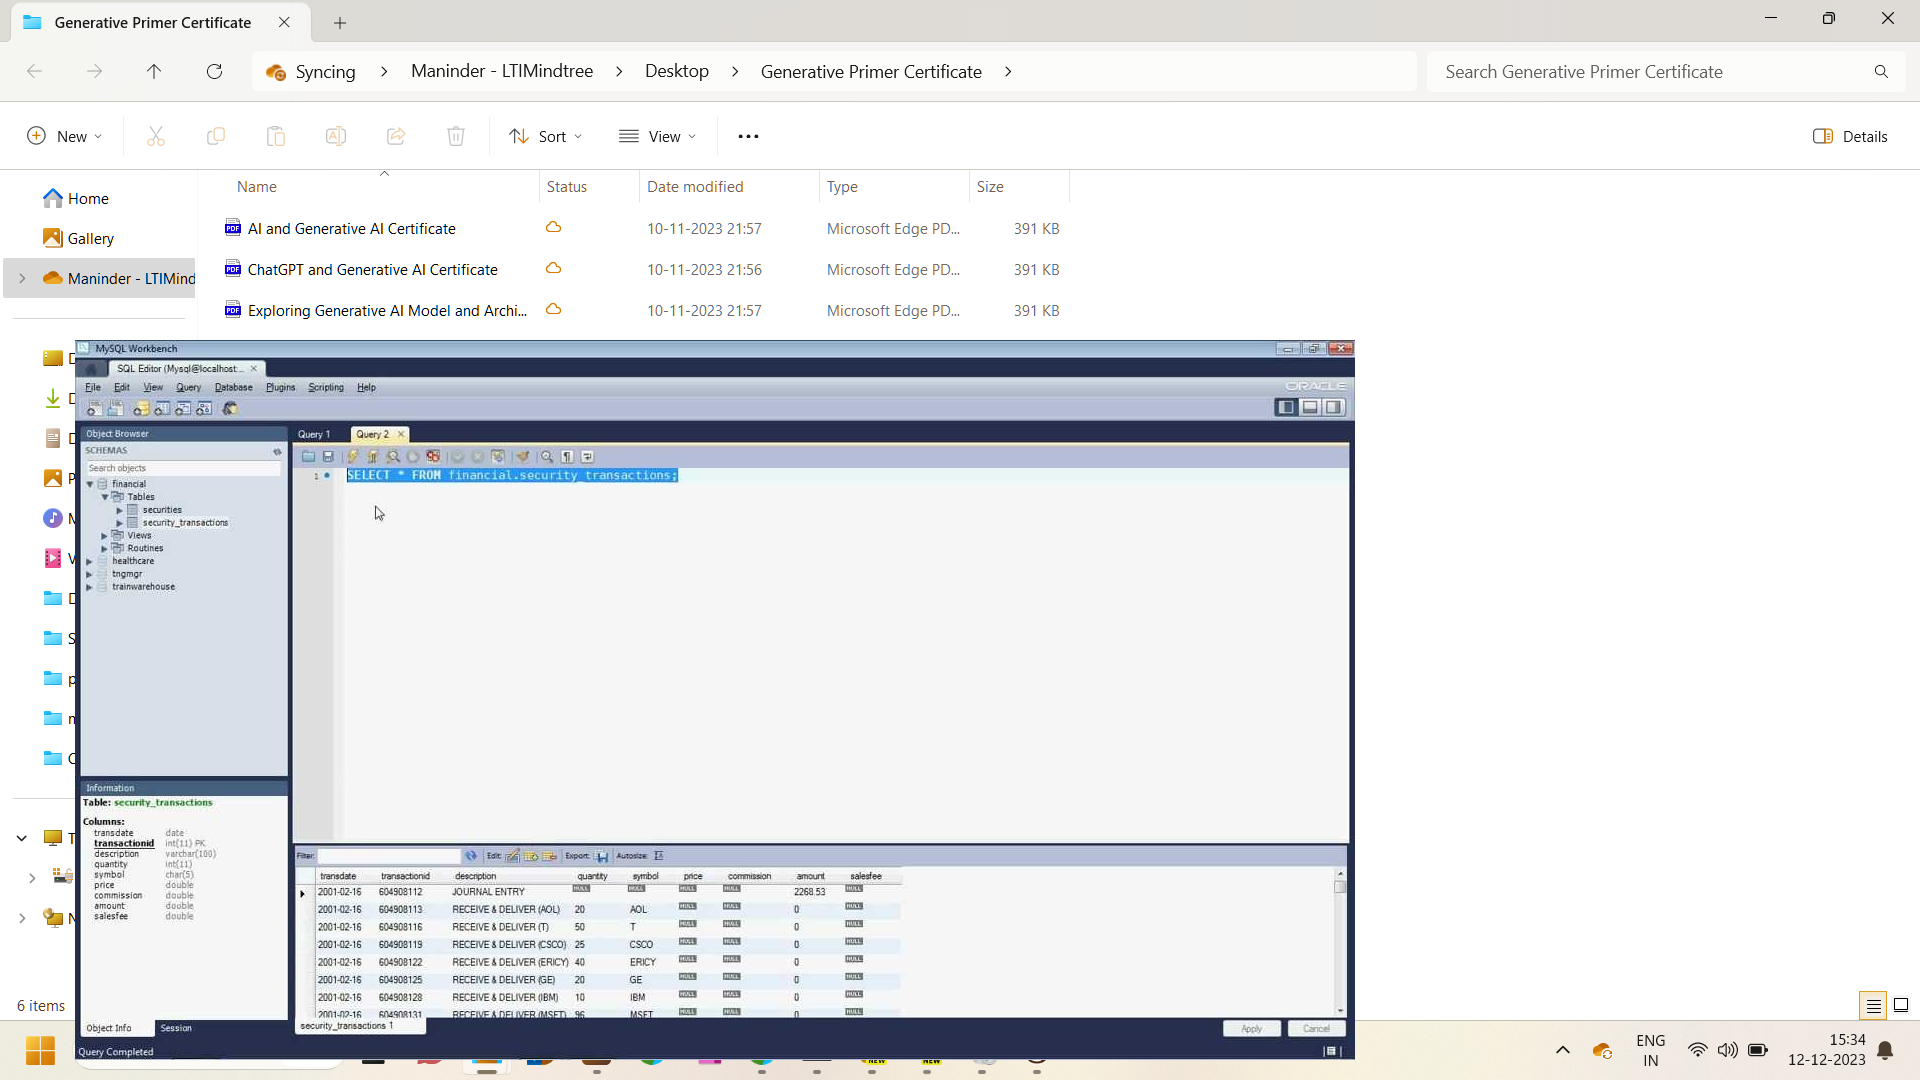 Generative Primer Certificate
Syncing > Maninder - LTIMindtree > Desktop > Generative Primer Certificate >
Search Generative Primer Certificate
New Sort View Details
Name Status Date modified Type Size
Home
Gallery
Maninder - LTIMind
AI and Generative AI Certificate 10-11-2023 21:57 Microsoft Edge PD... 391 KB
ChatGPT and Generative AI Certificate 10-11-2023 21:56 Microsoft Edge PD... 391 KB
Exploring Generative AI Model and Archi... 10-11-2023 21:57 Microsoft Edge PD... 391 KB
MySQL Workbench
SQL Editor (Mysql@localhost...
File Edit View Query Database Plugins Scripting Help
ORACLE
Object Browser
SCHEMAS
Search objects
financial
Tables
securities
security_transactions
Views
Routines
healthcare
tngmgr
trainwarehouse
Query 1 Query 2
1 SELECT * FROM financial.security_transactions;
Information
Table: security_transactions
Columns:
transdate date
transactionid int(11) PK
description varchar(100)
quantity int(11)
symbol char(5)
price double
commission double
amount double
salesfee double
Object Info Session
Query Completed
Filter: Edit: Export: Autosize:
transdate transactionid description quantity symbol price commission amount salesfee
2001-02-16 604908112 JOURNAL ENTRY NULL NULL NULL NULL 2268.53 NULL
2001-02-16 604908113 RECEIVE & DELIVER (AOL) 20 AOL NULL NULL 0 NULL
2001-02-16 604908116 RECEIVE & DELIVER (T) 50 T NULL NULL 0 NULL
2001-02-16 604908119 RECEIVE & DELIVER (CSCO) 25 CSCO NULL NULL 0 NULL
2001-02-16 604908122 RECEIVE & DELIVER (ERICY) 40 ERICY NULL NULL 0 NULL
2001-02-16 604908125 RECEIVE & DELIVER (GE) 20 GE NULL NULL 0 NULL
2001-02-16 604908128 RECEIVE & DELIVER (IBM) 10 IBM NULL NULL 0 NULL
2001-02-16 604908131 RECEIVE & DELIVER (MSFT) 96 MSFT NULL NULL 0 NULL
security_transactions 1
Apply Cancel
6 items
ENG
IN
15:34
12-12-2023
NEW NEW